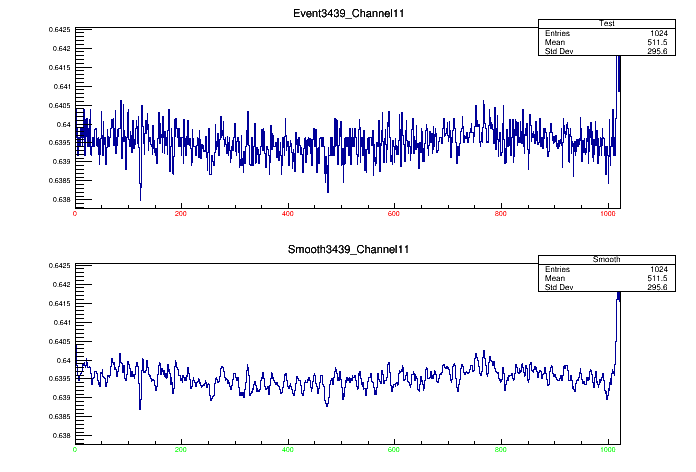 Event3439_Channel11
Test
Entries 1024
Mean 511.5
Std Dev 295.6
0.6425
0.642
0.6415
0.641
0.6405
0.64
0.6395
0.639
0.6385
0.638
0 200 400 600 800 1000
Smooth3439_Channel11
Smooth
Entries 1024
Mean 511.5
Std Dev 295.6
0.6425
0.642
0.6415
0.641
0.6405
0.64
0.6395
0.639
0.6385
0.638
0 200 400 600 800 1000